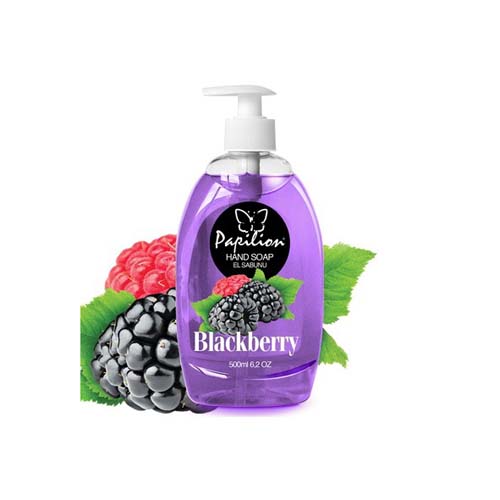 Papilion®
HAND SOAP
EL SABUNU
Blackberry
500ml 6,2 OZ